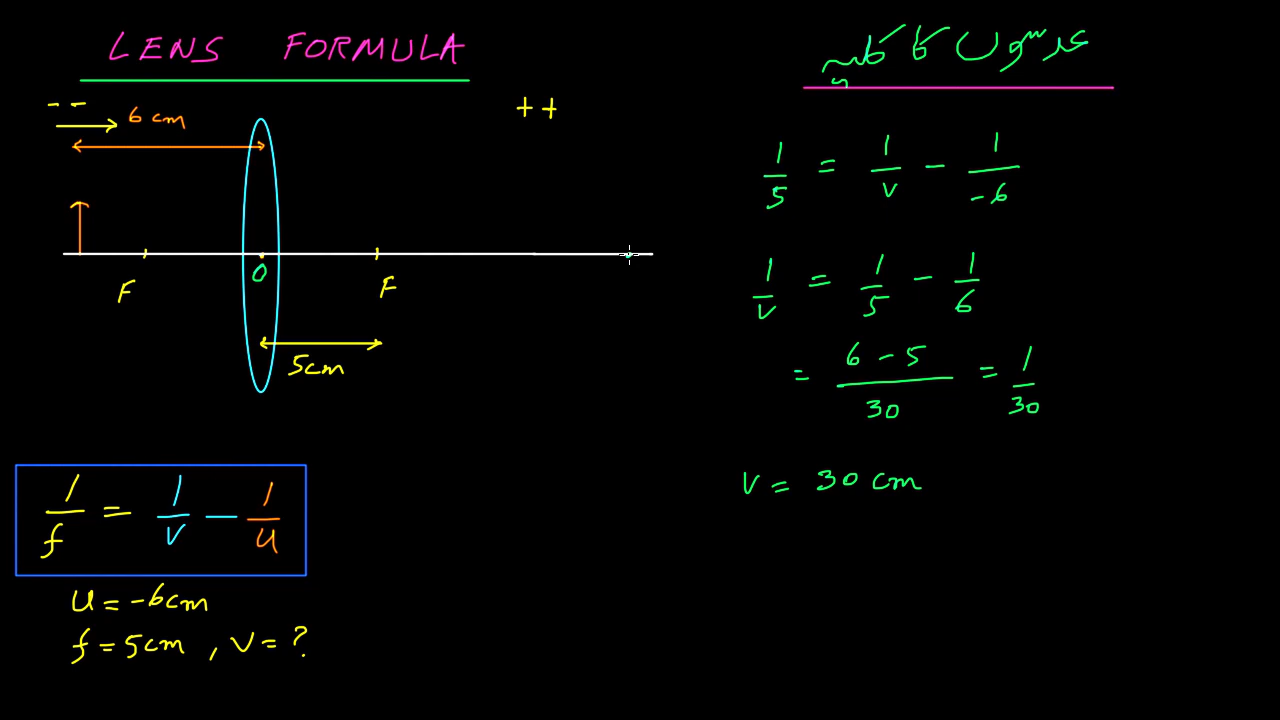 LENS FORMULA
عدسوں کا کلیہ
- -
6 cm
+ +
F
O
F
5cm
1/f = 1/v - 1/u
u = -6cm
f = 5cm , v = ?
1/5 = 1/v - 1/-6
1/v = 1/5 - 1/6
= 6 - 5/30 = 1/30
v = 30 cm